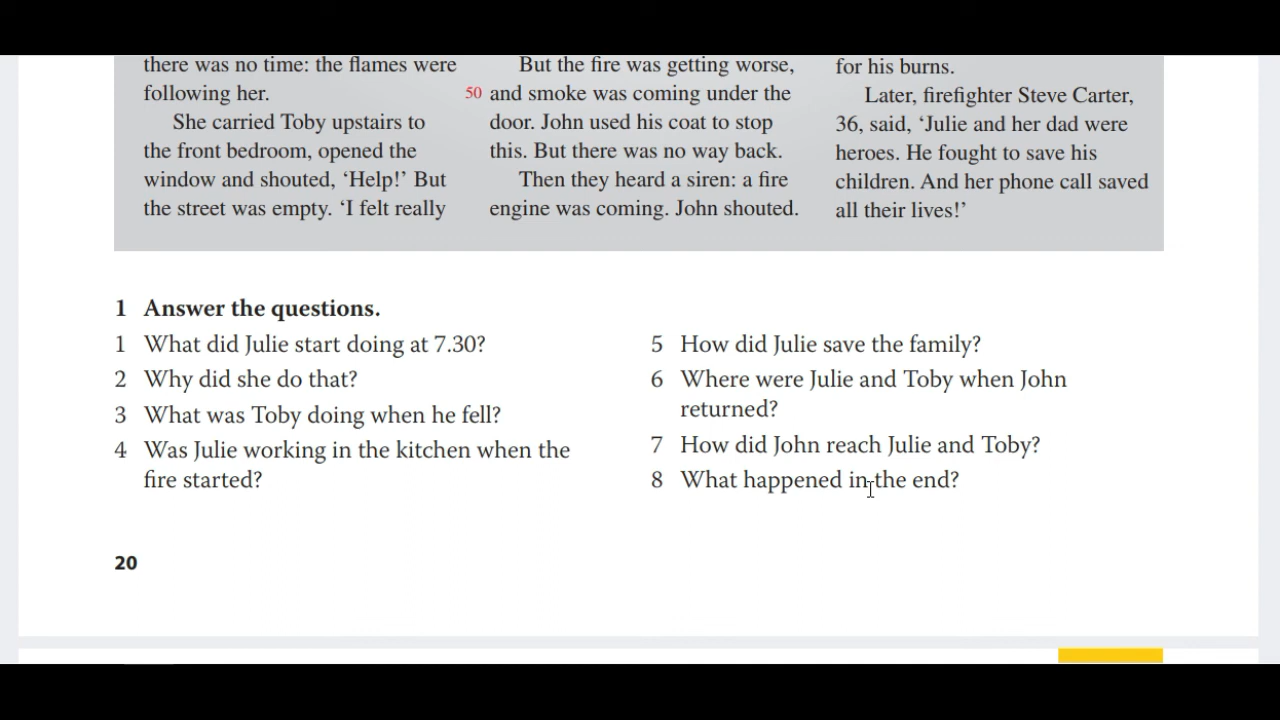 there was no time: the flames were
following her.
She carried Toby upstairs to
the front bedroom, opened the
window and shouted, ‘Help!’ But
the street was empty. ‘I felt really
But the fire was getting worse,
50 and smoke was coming under the
door. John used his coat to stop
this. But there was no way back.
Then they heard a siren: a fire
engine was coming. John shouted.
for his burns.
Later, firefighter Steve Carter,
36, said, ‘Julie and her dad were
heroes. He fought to save his
children. And her phone call saved
all their lives!’
1 Answer the questions.
1 What did Julie start doing at 7.30?
2 Why did she do that?
3 What was Toby doing when he fell?
4 Was Julie working in the kitchen when the
fire started?
5 How did Julie save the family?
6 Where were Julie and Toby when John
returned?
7 How did John reach Julie and Toby?
8 What happened in the end?
20